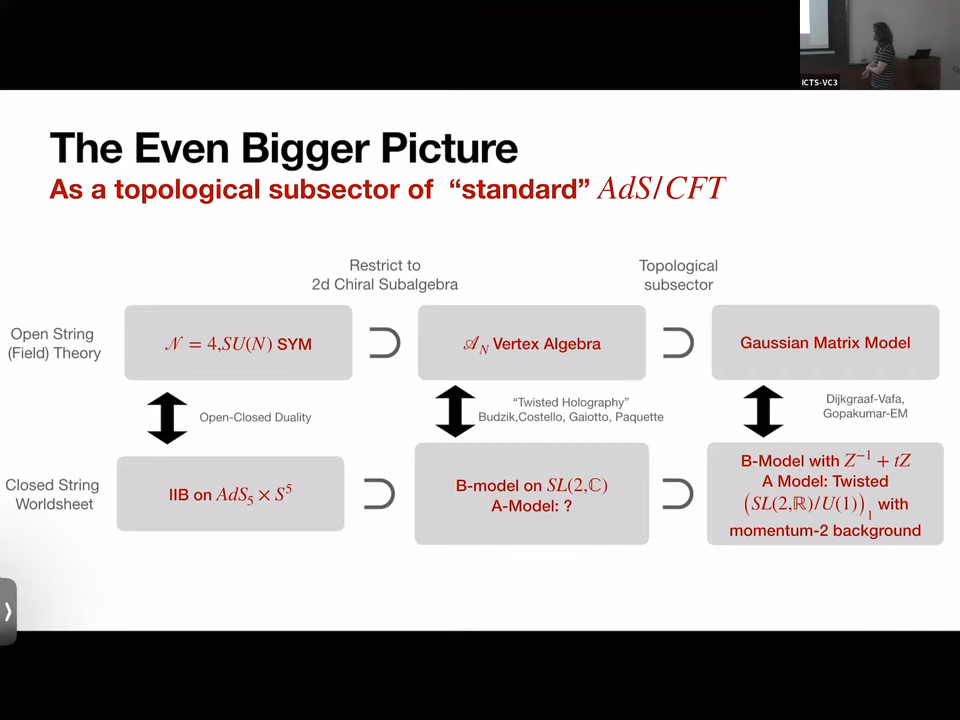 ICTS-VC3
The Even Bigger Picture
As a topological subsector of “standard” AdS/CFT
Restrict to
2d Chiral Subalgebra
Topological
subsector
Open String
(Field) Theory
𝒩 = 4,SU(N) SYM
⊃
𝒜_N Vertex Algebra
⊃
Gaussian Matrix Model
Open-Closed Duality
“Twisted Holography”
Budzik,Costello, Gaiotto, Paquette
Dijkgraaf-Vafa,
Gopakumar-EM
Closed String
Worldsheet
IIB on AdS₅ × S⁵
⊃
B-model on SL(2,ℂ)
A-Model: ?
⊃
B-Model with Z⁻¹ + tZ
A Model: Twisted
(SL(2,ℝ)/U(1))₁ with
momentum-2 background